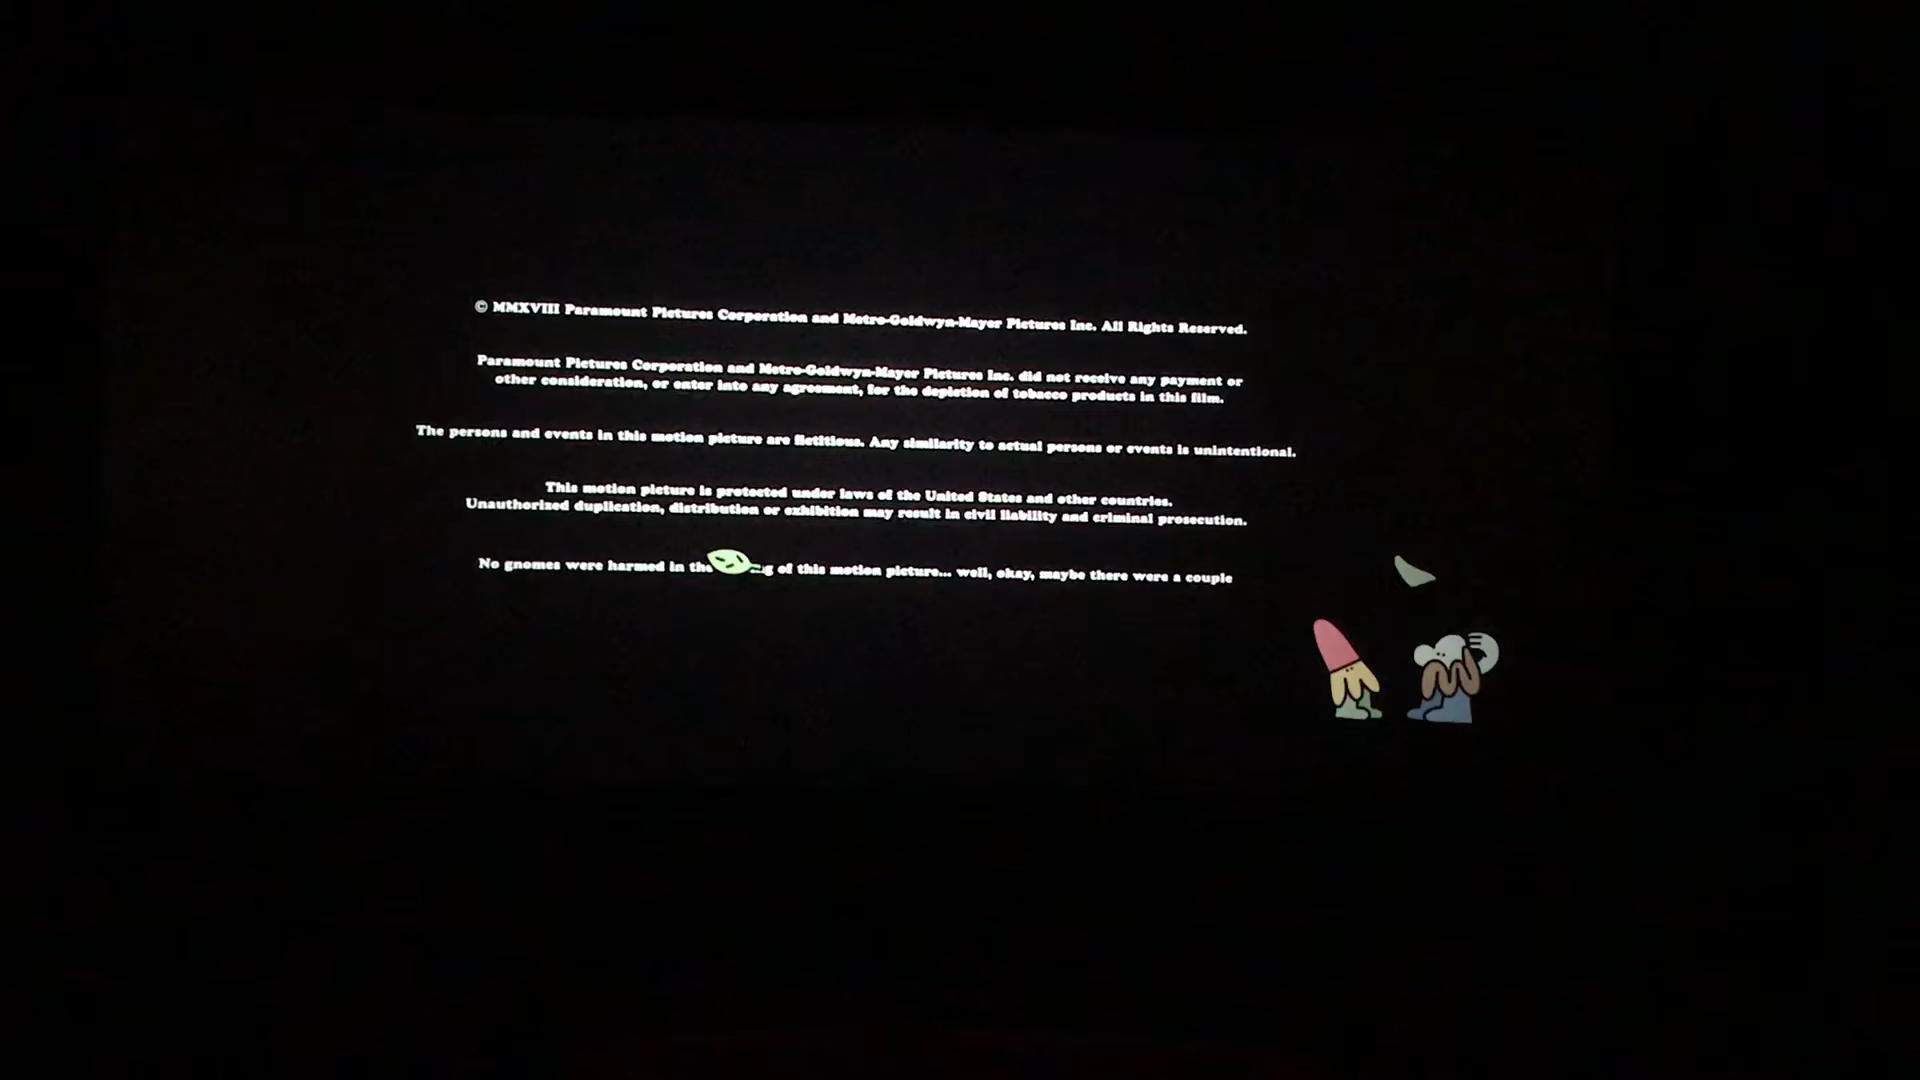 © MMXVIII Paramount Pictures Corporation and Metro-Goldwyn-Mayer Pictures Inc. All Rights Reserved.
Paramount Pictures Corporation and Metro-Goldwyn-Mayer Pictures Inc. did not receive any payment or
other consideration, or enter into any agreement, for the depiction of tobacco products in this film.
The persons and events in this motion picture are fictitious. Any similarity to actual persons or events is unintentional.
This motion picture is protected under laws of the United States and other countries.
Unauthorized duplication, distribution or exhibition may result in civil liability and criminal prosecution.
No gnomes were harmed in the of this motion picture... well, okay, maybe there were a couple